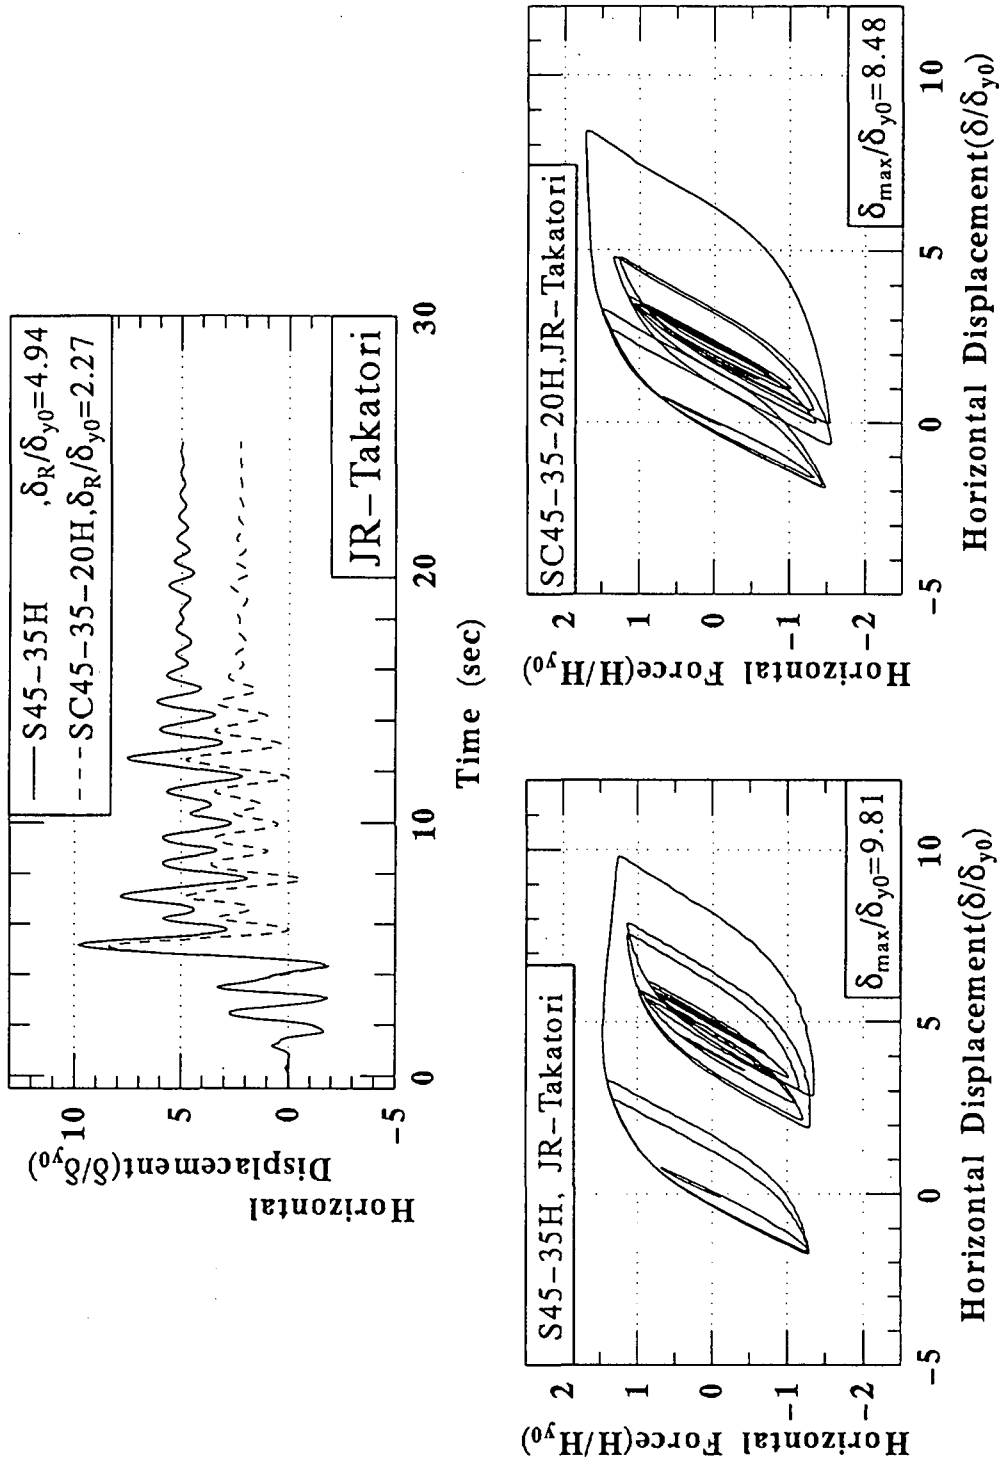 S45-35H ,δR/δy0=4.94
SC45-35-20H,δR/δy0=2.27
JR-Takatori
10
5
0
-5
Horizontal
Displacement(δ/δy0)
0
10
20
30
Time (sec)
S45-35H, JR-Takatori
δmax/δy0=9.81
2
1
0
-1
-2
Horizontal Force(H/Hy0)
-5
0
5
10
Horizontal Displacement(δ/δy0)
SC45-35-20H,JR-Takatori
δmax/δy0=8.48
2
1
0
-1
-2
Horizontal Force(H/Hy0)
-5
0
5
10
Horizontal Displacement(δ/δy0)